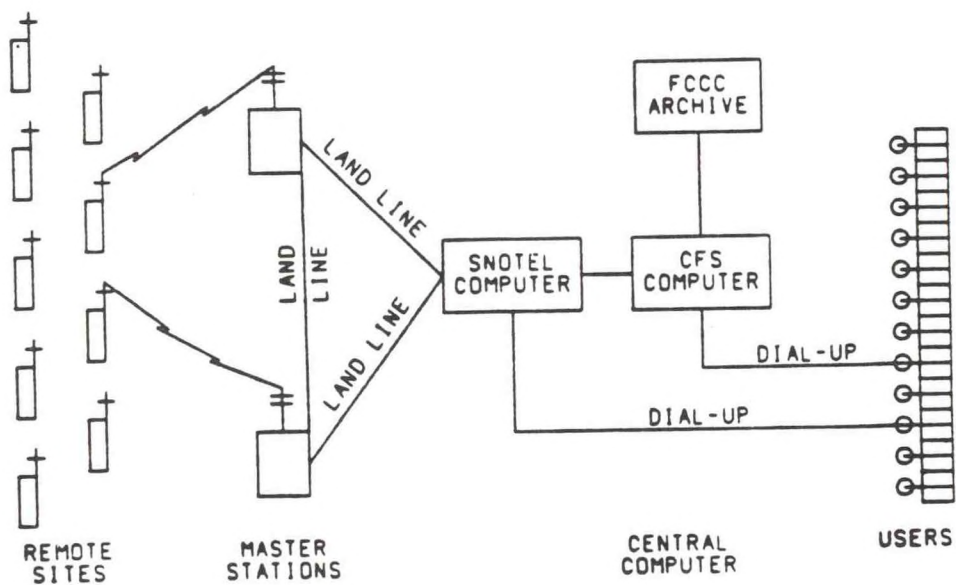 FCCC
ARCHIVE
LAND LINE
LAND
LINE
LAND LINE
SNOTEL
COMPUTER
CFS
COMPUTER
DIAL-UP
DIAL-UP
REMOTE
SITES
MASTER
STATIONS
CENTRAL
COMPUTER
USERS